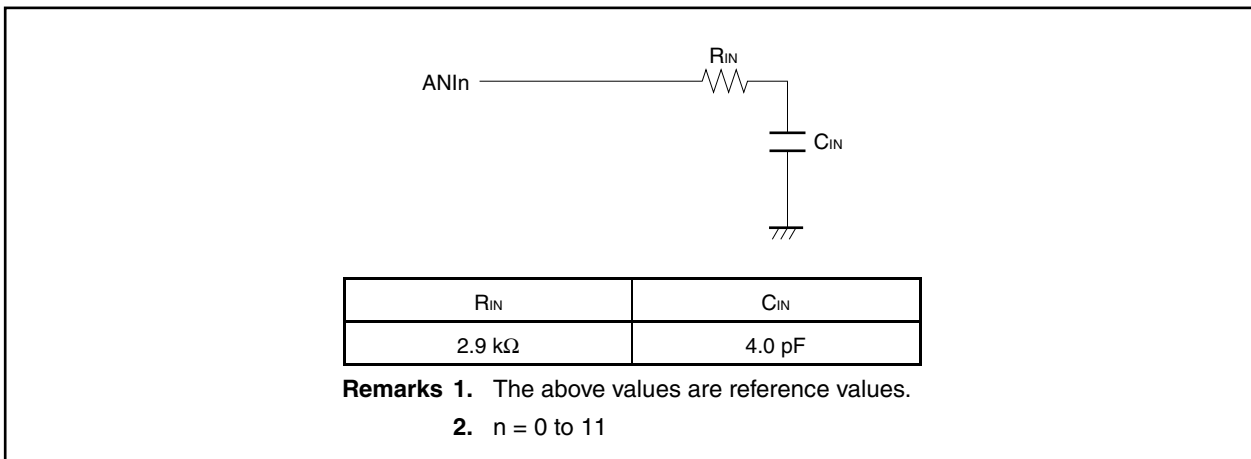 RIN
ANIn
CIN
RIN CIN
2.9 kΩ 4.0 pF
Remarks 1. The above values are reference values.
2. n = 0 to 11